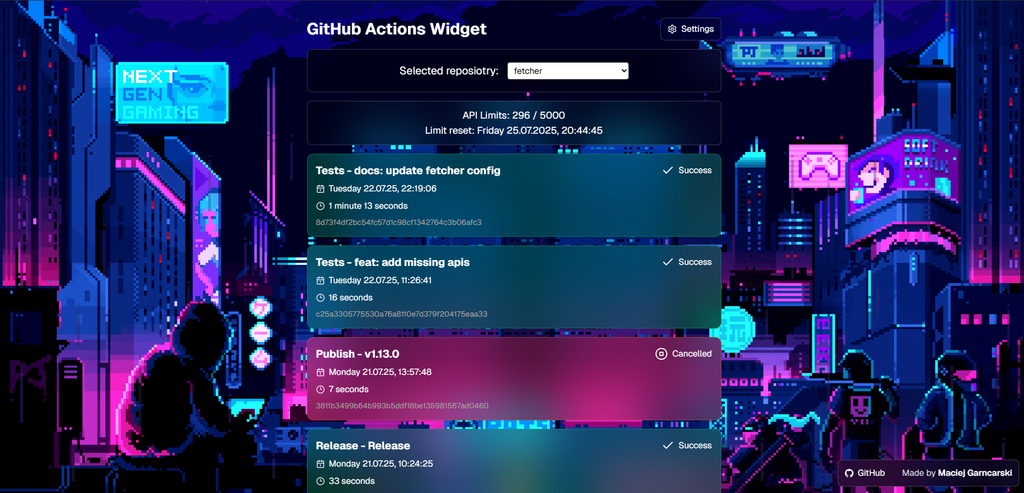 GitHub Actions Widget
Settings
Selected reposiotry: fetcher
API Limits: 296 / 5000
Limit reset: Friday 25.07.2025, 20:44:45
Tests - docs: update fetcher config
Success
Tuesday 22.07.25, 22:19:06
1 minute 13 seconds
8d73f4df2bc54fc57d1c98cf1342764c3b06afc3
Tests - feat: add missing apis
Success
Tuesday 22.07.25, 11:26:41
16 seconds
c25a3305775530a76a8110e7d379f204175eaa33
Publish - v1.13.0
Cancelled
Monday 21.07.25, 13:57:48
7 seconds
3811b3499b64b993b5ddf18be135981567ad0460
Release - Release
Success
Monday 21.07.25, 10:24:25
33 seconds
NEXT
GEN
GAMING
GitHub
Made by Maciej Garncarski